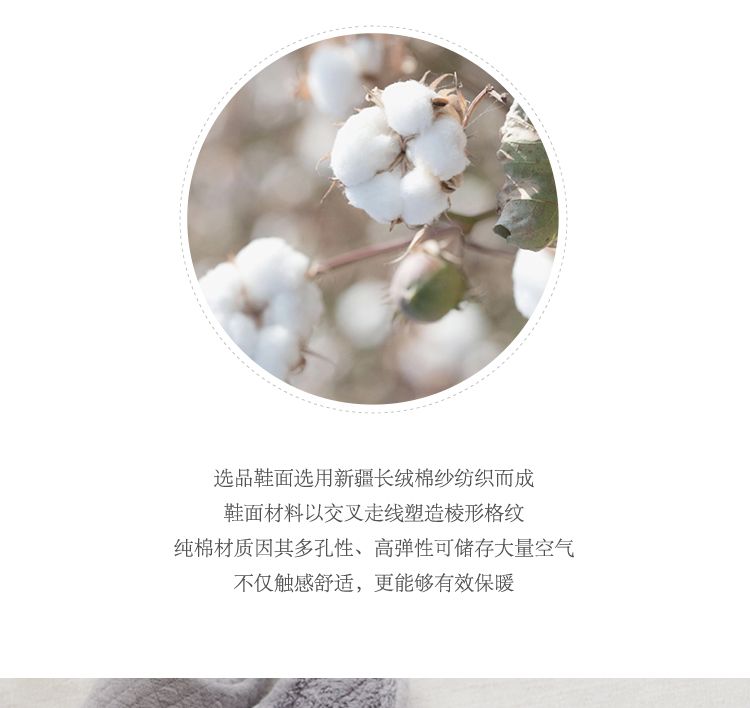 选品鞋面选用新疆长绒棉纱纺织而成
鞋面材料以交叉走线塑造棱形格纹
纯棉材质因其多孔性、高弹性可储存大量空气
不仅触感舒适，更能够有效保暖